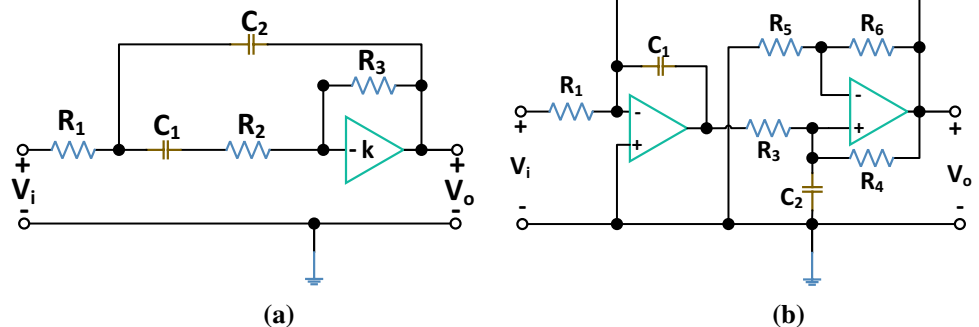 C₂
R₃
R₁
C₁
R₂
- k
+
+
Vᵢ
Vₒ
-
-
(a)
R₅
R₆
C₁
R₁
-
-
+
+
+
+
R₃
Vᵢ
R₄
Vₒ
C₂
-
-
(b)